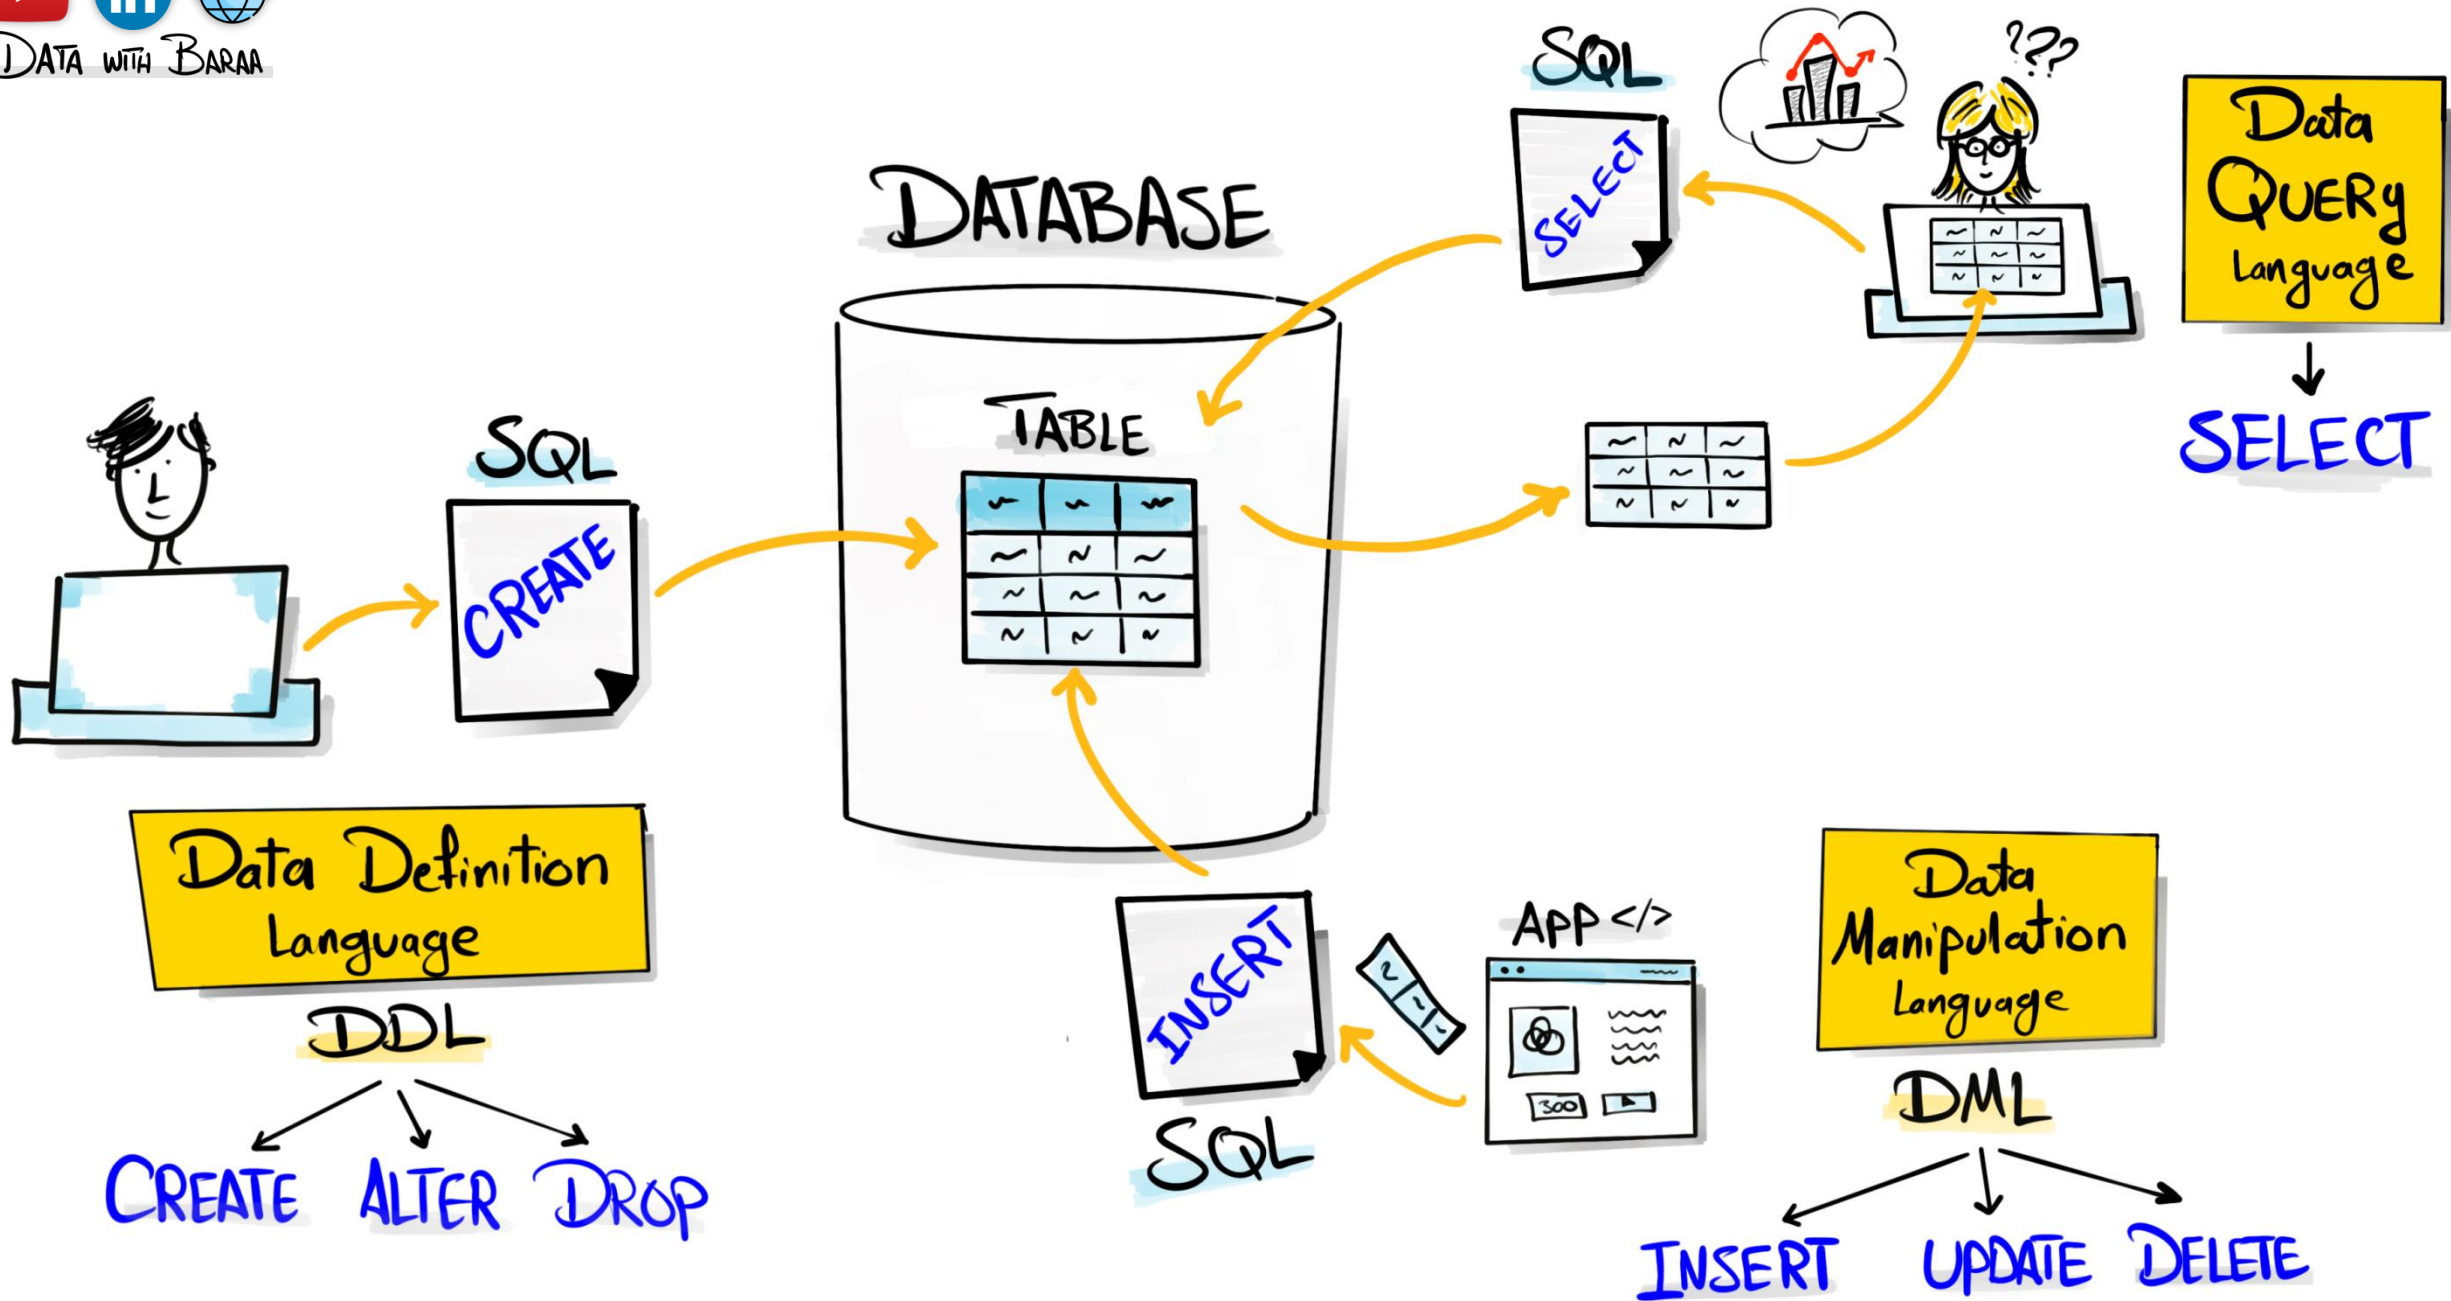 in
DATA WITH BARAA
SQL
SELECT
???
Data
QUERy
Language
SELECT
DATABASE
TABLE
SQL
CREATE
Data Definition
Language
DDL
CREATE ALTER DROP
INSERT
SQL
APP </>
300
Data
Manipulation
Language
DML
INSERT UPDATE DELETE